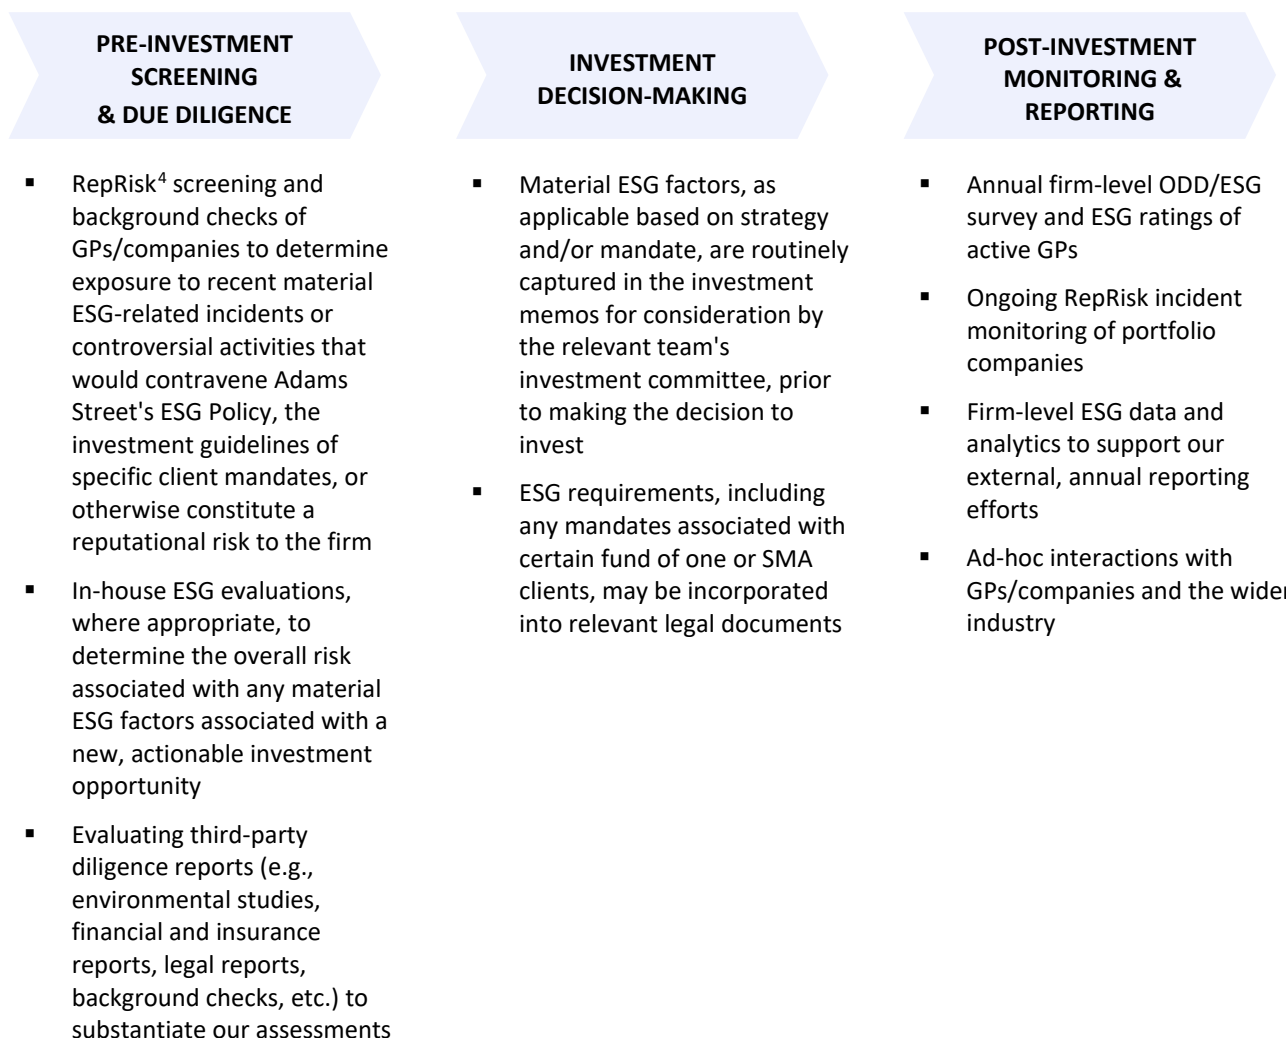 PRE-INVESTMENT
SCREENING
& DUE DILIGENCE
▪ RepRisk⁴ screening and
background checks of
GPs/companies to determine
exposure to recent material
ESG-related incidents or
controversial activities that
would contravene Adams
Street's ESG Policy, the
investment guidelines of
specific client mandates, or
otherwise constitute a
reputational risk to the firm
▪ In-house ESG evaluations,
where appropriate, to
determine the overall risk
associated with any material
ESG factors associated with a
new, actionable investment
opportunity
▪ Evaluating third-party
diligence reports (e.g.,
environmental studies,
financial and insurance
reports, legal reports,
background checks, etc.) to
substantiate our assessments
INVESTMENT
DECISION-MAKING
▪ Material ESG factors, as
applicable based on strategy
and/or mandate, are routinely
captured in the investment
memos for consideration by
the relevant team's
investment committee, prior
to making the decision to
invest
▪ ESG requirements, including
any mandates associated with
certain fund of one or SMA
clients, may be incorporated
into relevant legal documents
POST-INVESTMENT
MONITORING &
REPORTING
▪ Annual firm-level ODD/ESG
survey and ESG ratings of
active GPs
▪ Ongoing RepRisk incident
monitoring of portfolio
companies
▪ Firm-level ESG data and
analytics to support our
external, annual reporting
efforts
▪ Ad-hoc interactions with
GPs/companies and the wider
industry